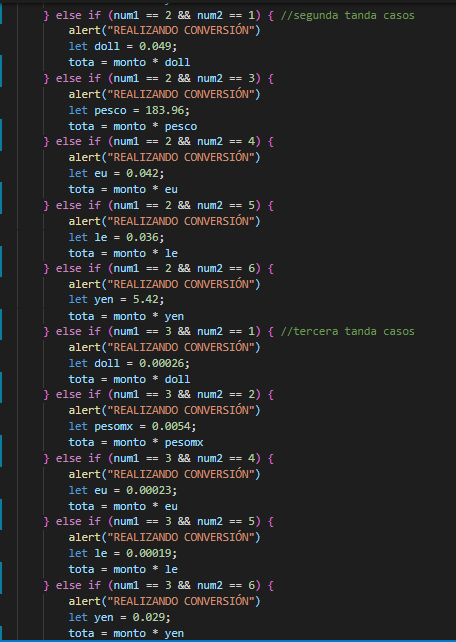 } else if (num1 == 2 && num2 == 1) { //segunda tanda casos
alert("REALIZANDO CONVERSIÓN")
let doll = 0.049;
tota = monto * doll
} else if (num1 == 2 && num2 == 3) {
alert("REALIZANDO CONVERSIÓN")
let pesco = 183.96;
tota = monto * pesco
} else if (num1 == 2 && num2 == 4) {
alert("REALIZANDO CONVERSIÓN")
let eu = 0.042;
tota = monto * eu
} else if (num1 == 2 && num2 == 5) {
alert("REALIZANDO CONVERSIÓN")
let le = 0.036;
tota = monto * le
} else if (num1 == 2 && num2 == 6) {
alert("REALIZANDO CONVERSIÓN")
let yen = 5.42;
tota = monto * yen
} else if (num1 == 3 && num2 == 1) { //tercera tanda casos
alert("REALIZANDO CONVERSIÓN")
let doll = 0.00026;
tota = monto * doll
} else if (num1 == 3 && num2 == 2) {
alert("REALIZANDO CONVERSIÓN")
let pesomx = 0.0054;
tota = monto * pesomx
} else if (num1 == 3 && num2 == 4) {
alert("REALIZANDO CONVERSIÓN")
let eu = 0.00023;
tota = monto * eu
} else if (num1 == 3 && num2 == 5) {
alert("REALIZANDO CONVERSIÓN")
let le = 0.00019;
tota = monto * le
} else if (num1 == 3 && num2 == 6) {
alert("REALIZANDO CONVERSIÓN")
let yen = 0.029;
tota = monto * yen